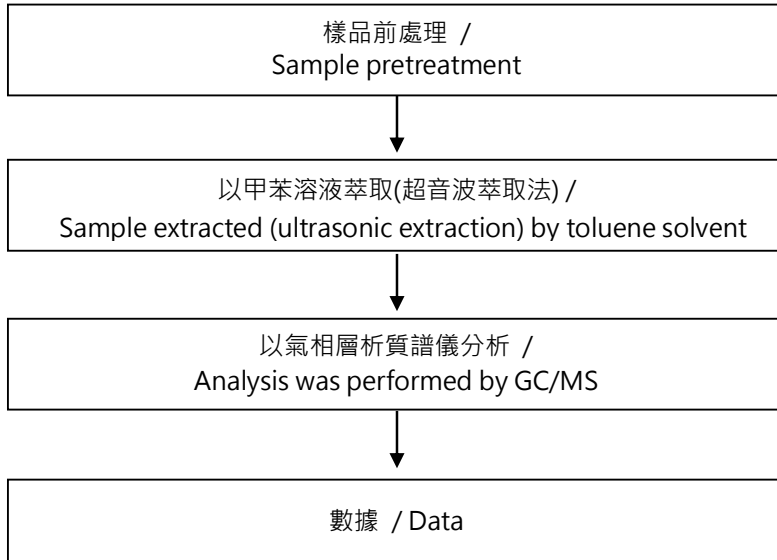 樣品前處理 /
Sample pretreatment
以甲苯溶液萃取(超音波萃取法) /
Sample extracted (ultrasonic extraction) by toluene solvent
以氣相層析質譜儀分析 /
Analysis was performed by GC/MS
數據 / Data